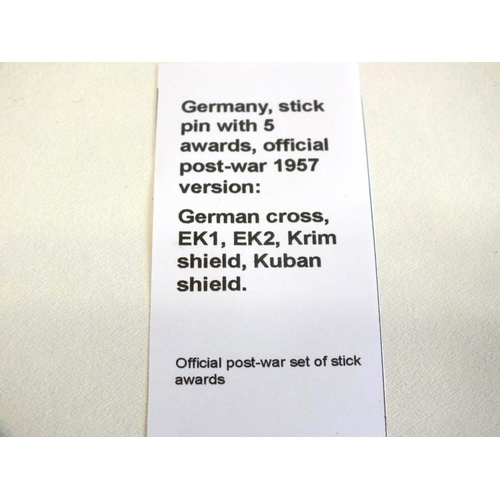 Germany, stick
pin with 5
awards, official
post-war 1957
version:
German cross,
EK1, EK2, Krim
shield, Kuban
shield.
Official post-war set of stick
awards